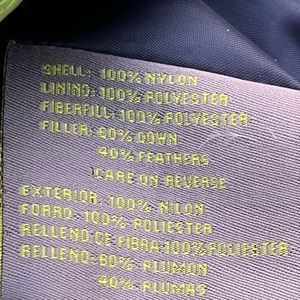 SHELL: 100% NYLON
LINING: 100% POLYESTER
FIBERFILL: 100% POLYESTER
FILLER: 60% DOWN
40% FEATHERS
CARE ON REVERSE
EXTERIOR: 100% NILON
FORRO: 100% POLIESTER
RELLENO DE FIBRA 100% POLIESTER
RELLENO: 60% PLUMON
40% PLUMAS